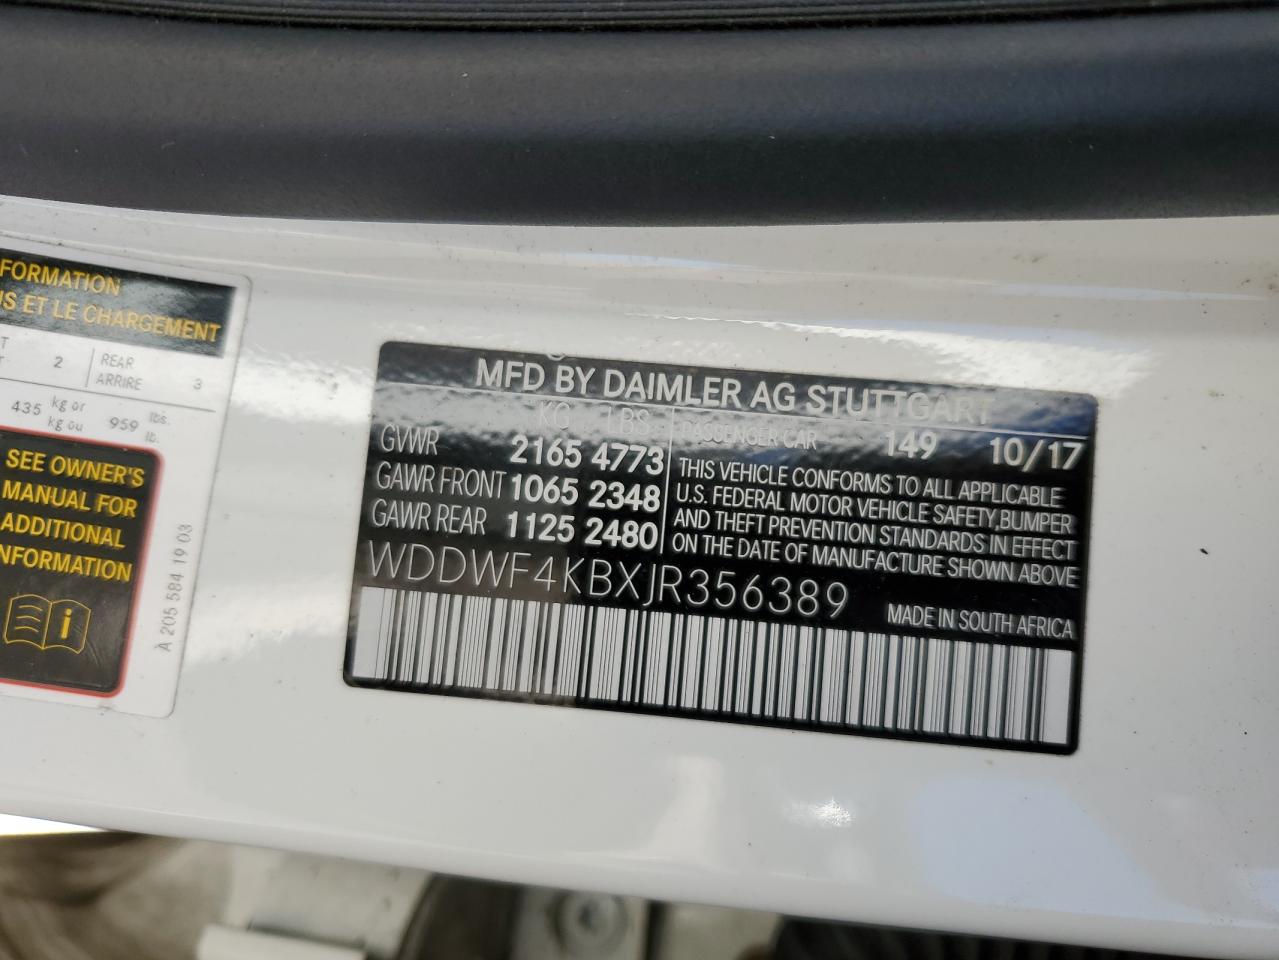 FORMATION
US ET LE CHARGEMENT
2 REAR ARRIRE 3
435 kg or kg ou 959 lbs. lb.
SEE OWNER'S
MANUAL FOR
ADDITIONAL
INFORMATION
A 205 584 19 03
MFD BY DAIMLER AG STUTTGART
KG LBS
GVWR 2165 4773
GAWR FRONT 1065 2348
GAWR REAR 1125 2480
PASSENGER CAR 149 10/17
THIS VEHICLE CONFORMS TO ALL APPLICABLE
U.S. FEDERAL MOTOR VEHICLE SAFETY,BUMPER
AND THEFT PREVENTION STANDARDS IN EFFECT
ON THE DATE OF MANUFACTURE SHOWN ABOVE
WDDWF4KBXJR356389
MADE IN SOUTH AFRICA